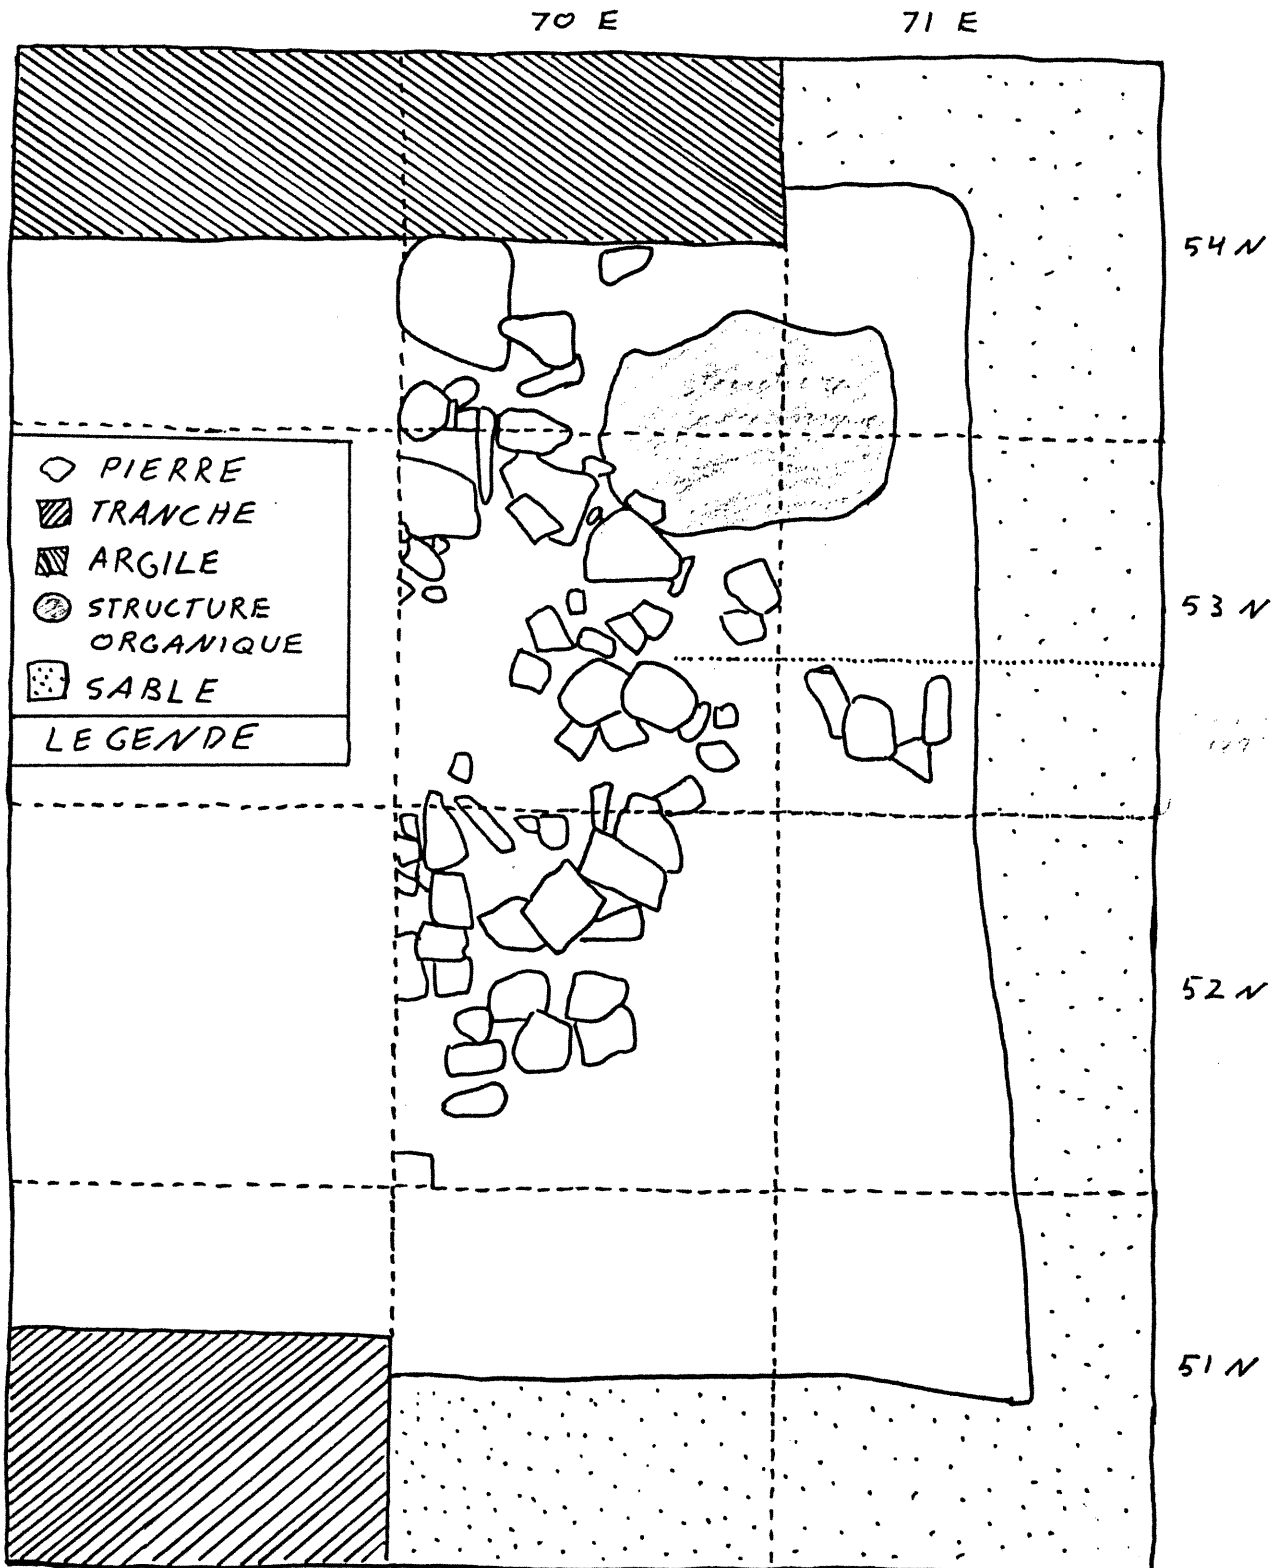 70 E 71 E
54 N
PIERRE
TRANCHE
ARGILE
STRUCTURE
ORGANIQUE
SABLE
LEGENDE
53 N
52 N
51 N